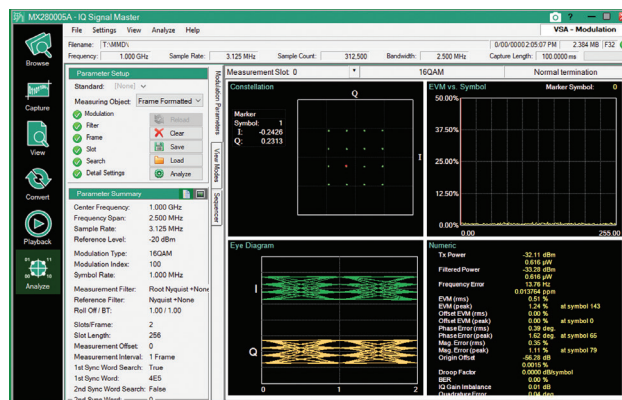 MX280005A - IQ Signal Master
File Settings View Analyze Help
VSA - Modulation
Filename: T:\MMD\
0/00/0000 2:05:07 PM 2.384 MB F32
Frequency: 1.000 GHz Sample Rate: 3.125 MHz Sample Count: 312,500 Bandwidth: 2.500 MHz Capture Length: 100.0000 ms
Browse
Capture
View
Convert
Playback
01 11
00 10
Analyze
Parameter Setup
Standard: [None]
Measuring Object: Frame Formatted
Modulation
Filter
Frame
Slot
Search
Detail Settings
Reload
Clear
Save
Load
Analyze
Parameter Summary
Center Frequency: 1.000 GHz
Frequency Span: 2.500 MHz
Sample Rate: 3.125 MHz
Reference Level: -20 dBm
Modulation Type: 16QAM
Modulation Index: 100
Symbol Rate: 1.000 MHz
Measurement Filter: Root Nyquist +None
Reference Filter: Nyquist +None
Roll Off / BT: 1.00 / 1.00
Slots/Frame: 2
Slot Length: 256
Measurement Offset: 0
Measurement Interval: 1 Frame
1st Sync Word Search: True
1st Sync Word: 4E5
2nd Sync Word Search: False
2nd Sync Word: 0
Modulation Parameters
View Modes
Sequencer
Measurement Slot: 0
16QAM
Normal termination
Constellation
Q
Marker
Symbol: 1
I: -0.2426
Q: 0.2313
I
EVM vs. Symbol
Marker Symbol: 0
50.00%
37.50%
25.00%
12.50%
0.00%
0.00 255.00
Eye Diagram
I
Q
0 1 2
Numeric
Tx Power -32.11 dBm
0.616 µW
Filtered Power -33.28 dBm
0.616 µW
Frequency Error 13.76 Hz
0.013764 ppm
EVM (rms) 0.51 %
EVM (peak) 1.24 % at symbol 143
Offset EVM (rms) 0.00 %
Offset EVM (peak) 0.00 % at symbol 0
Phase Error (rms) 0.39 deg.
Phase Error (peak) 1.62 deg. at symbol 65
Mag. Error (rms) 0.35 %
Mag. Error (peak) 1.11 % at symbol 79
Origin Offset -56.28 dB
0.0015 %
Droop Factor 0.0000 dB/symbol
BER 0.00 %
IQ Gain Imbalance 0.01 dB
Quadrature Error 0.04 deg.